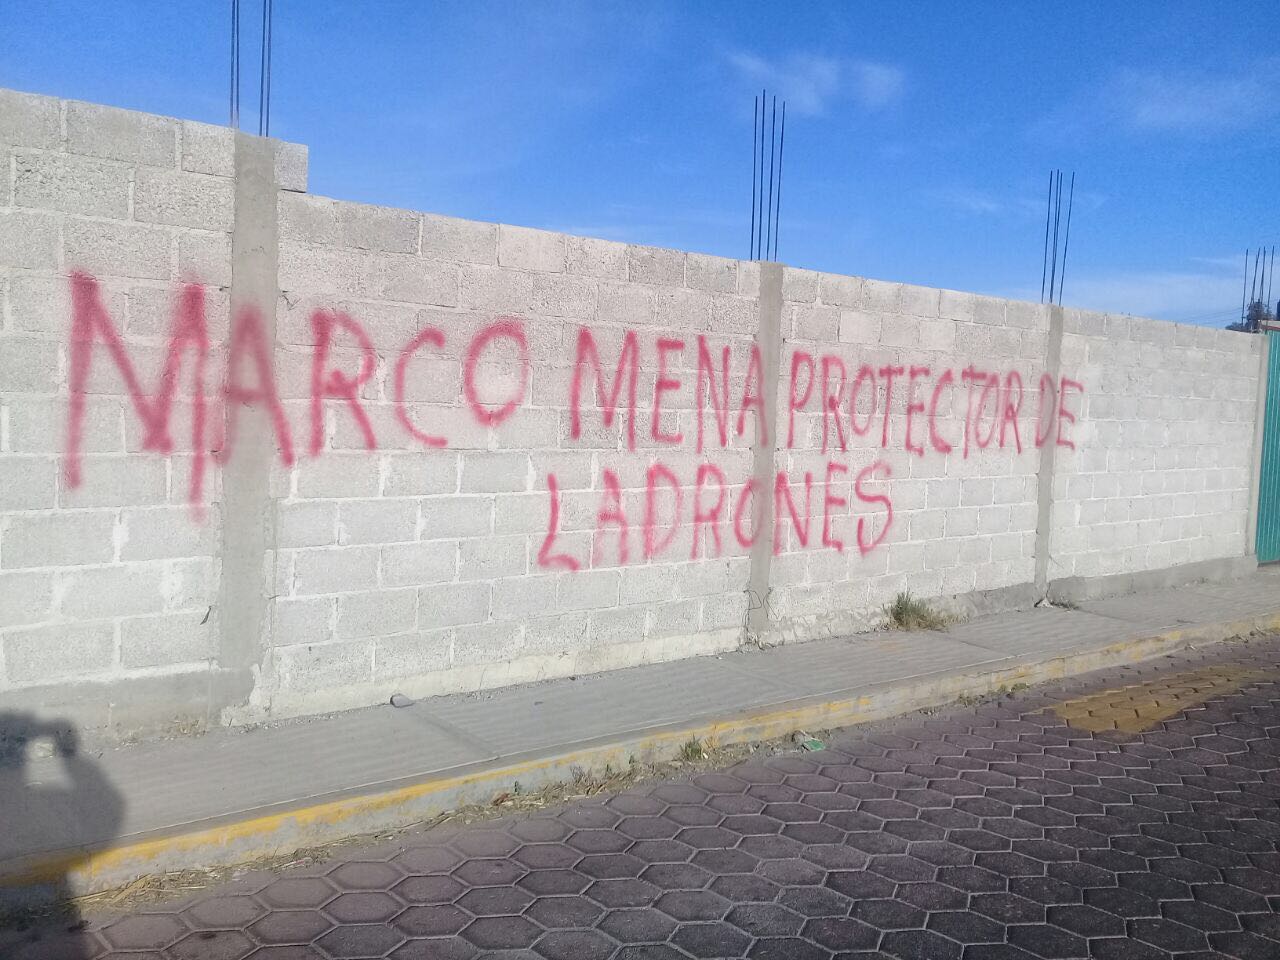 MARCO MENA PROTECTOR DE
LADRONES